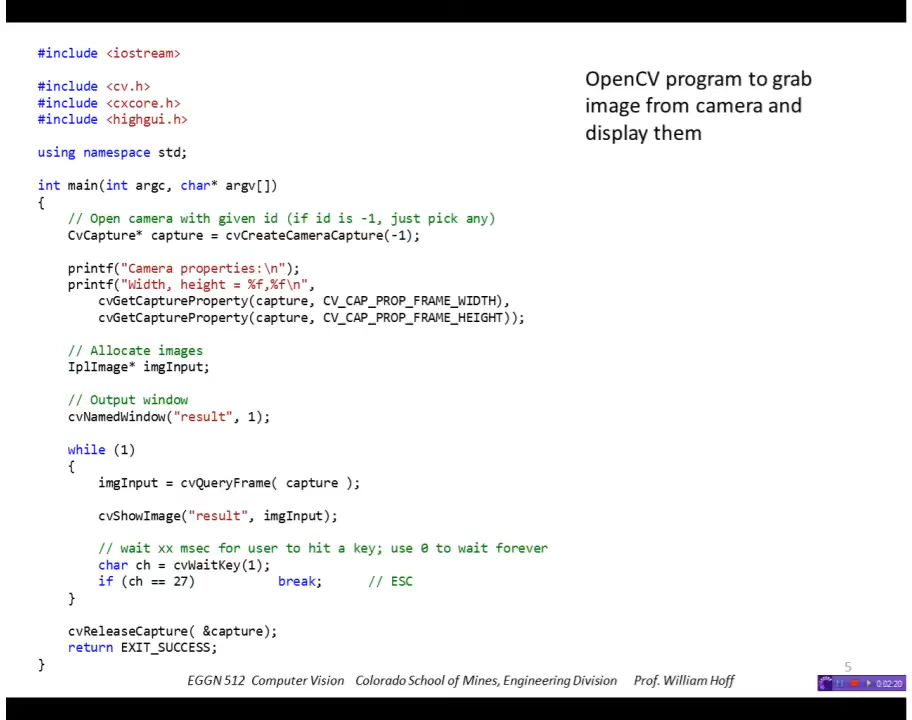 #include <iostream>
#include <cv.h>
#include <cxcore.h>
#include <highgui.h>
using namespace std;
int main(int argc, char* argv[])
{
// Open camera with given id (if id is -1, just pick any)
CvCapture* capture = cvCreateCameraCapture(-1);
printf("Camera properties:\n");
printf("Width, height = %f,%f\n",
cvGetCaptureProperty(capture, CV_CAP_PROP_FRAME_WIDTH),
cvGetCaptureProperty(capture, CV_CAP_PROP_FRAME_HEIGHT));
// Allocate images
IplImage* imgInput;
// Output window
cvNamedWindow("result", 1);
while (1)
{
imgInput = cvQueryFrame( capture );
cvShowImage("result", imgInput);
// wait xx msec for user to hit a key; use 0 to wait forever
char ch = cvWaitKey(1);
if (ch == 27) break; // ESC
}
cvReleaseCapture( &capture);
return EXIT_SUCCESS;
}
OpenCV program to grab
image from camera and
display them
EGGN 512 Computer Vision Colorado School of Mines, Engineering Division Prof. William Hoff
5
0:02:20